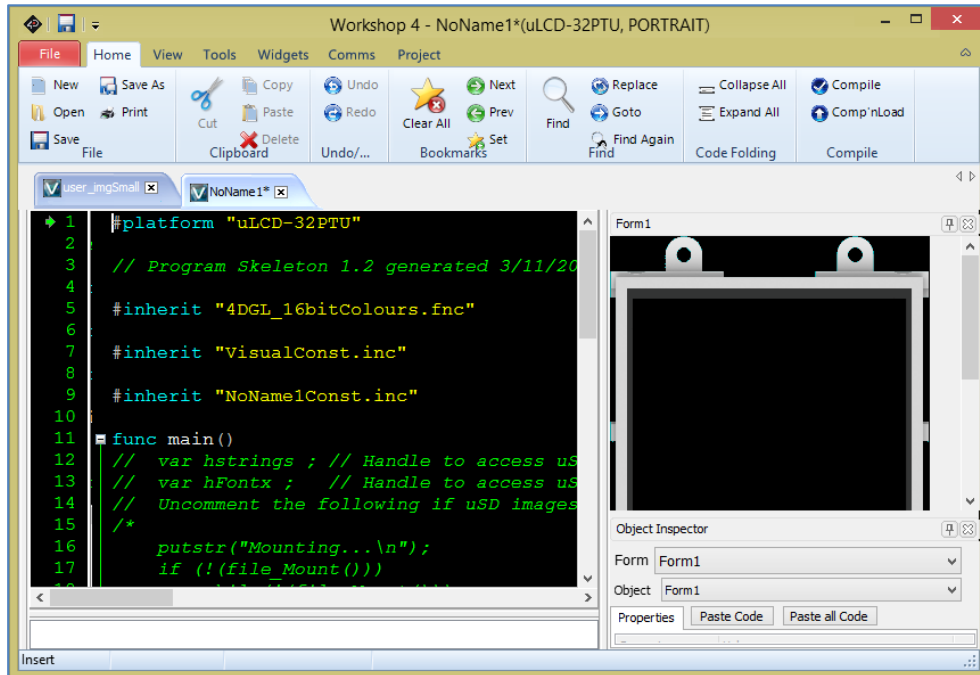 Workshop 4 - NoName1*(uLCD-32PTU, PORTRAIT)
File Home View Tools Widgets Comms Project
New Save As Cut Copy Undo Clear All Next Find Replace Collapse All Compile
Open Print Paste Redo Prev Goto Expand All Comp'nLoad
Save Delete Set Find Again
File Clipboard Undo/... Bookmarks Find Code Folding Compile
user_imgSmall NoName1*
1 #platform "uLCD-32PTU"
2
3 // Program Skeleton 1.2 generated 3/11/20
4
5 #inherit "4DGL_16bitColours.fnc"
6
7 #inherit "VisualConst.inc"
8
9 #inherit "NoName1Const.inc"
10
11 func main()
12 // var hstrings ; // Handle to access uS
13 // var hFontx ; // Handle to access uS
14 // Uncomment the following if uSD images
15 /*
16 putstr("Mounting...\n");
17 if (!(file_Mount()))
Form1
Object Inspector
Form Form1
Object Form1
Properties Paste Code Paste all Code
Insert